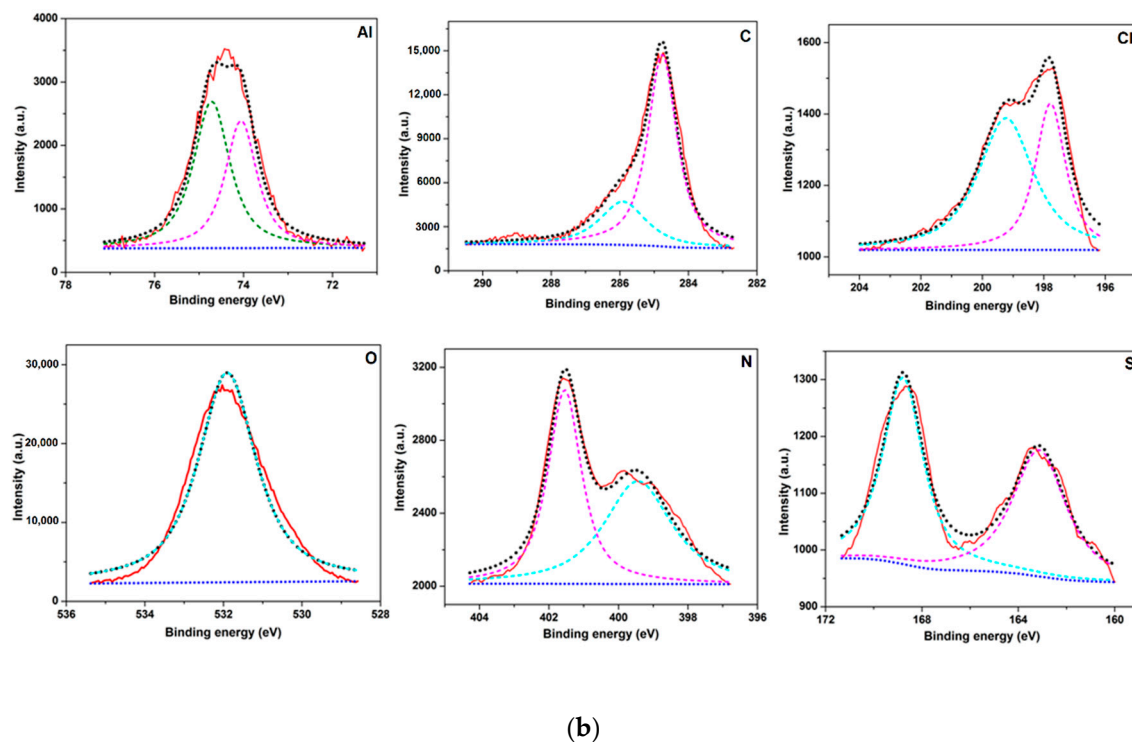 Al
4000
3000
2000
1000
0
78 76 74 72
Binding energy (eV)
Intensity (a.u.)
C
15,000
12,000
9000
6000
3000
0
290 288 286 284 282
Binding energy (eV)
Intensity (a.u.)
Cl
1600
1400
1200
1000
204 202 200 198 196
Binding energy (eV)
Intensity (a.u.)
O
30,000
20,000
10,000
0
536 534 532 530 528
Binding energy (eV)
Intensity (a.u.)
N
3200
2800
2400
2000
404 402 400 398 396
Binding energy (eV)
Intensity (a.u.)
S
1300
1200
1100
1000
900
172 168 164 160
Binding energy (eV)
Intensity (a.u.)
(b)